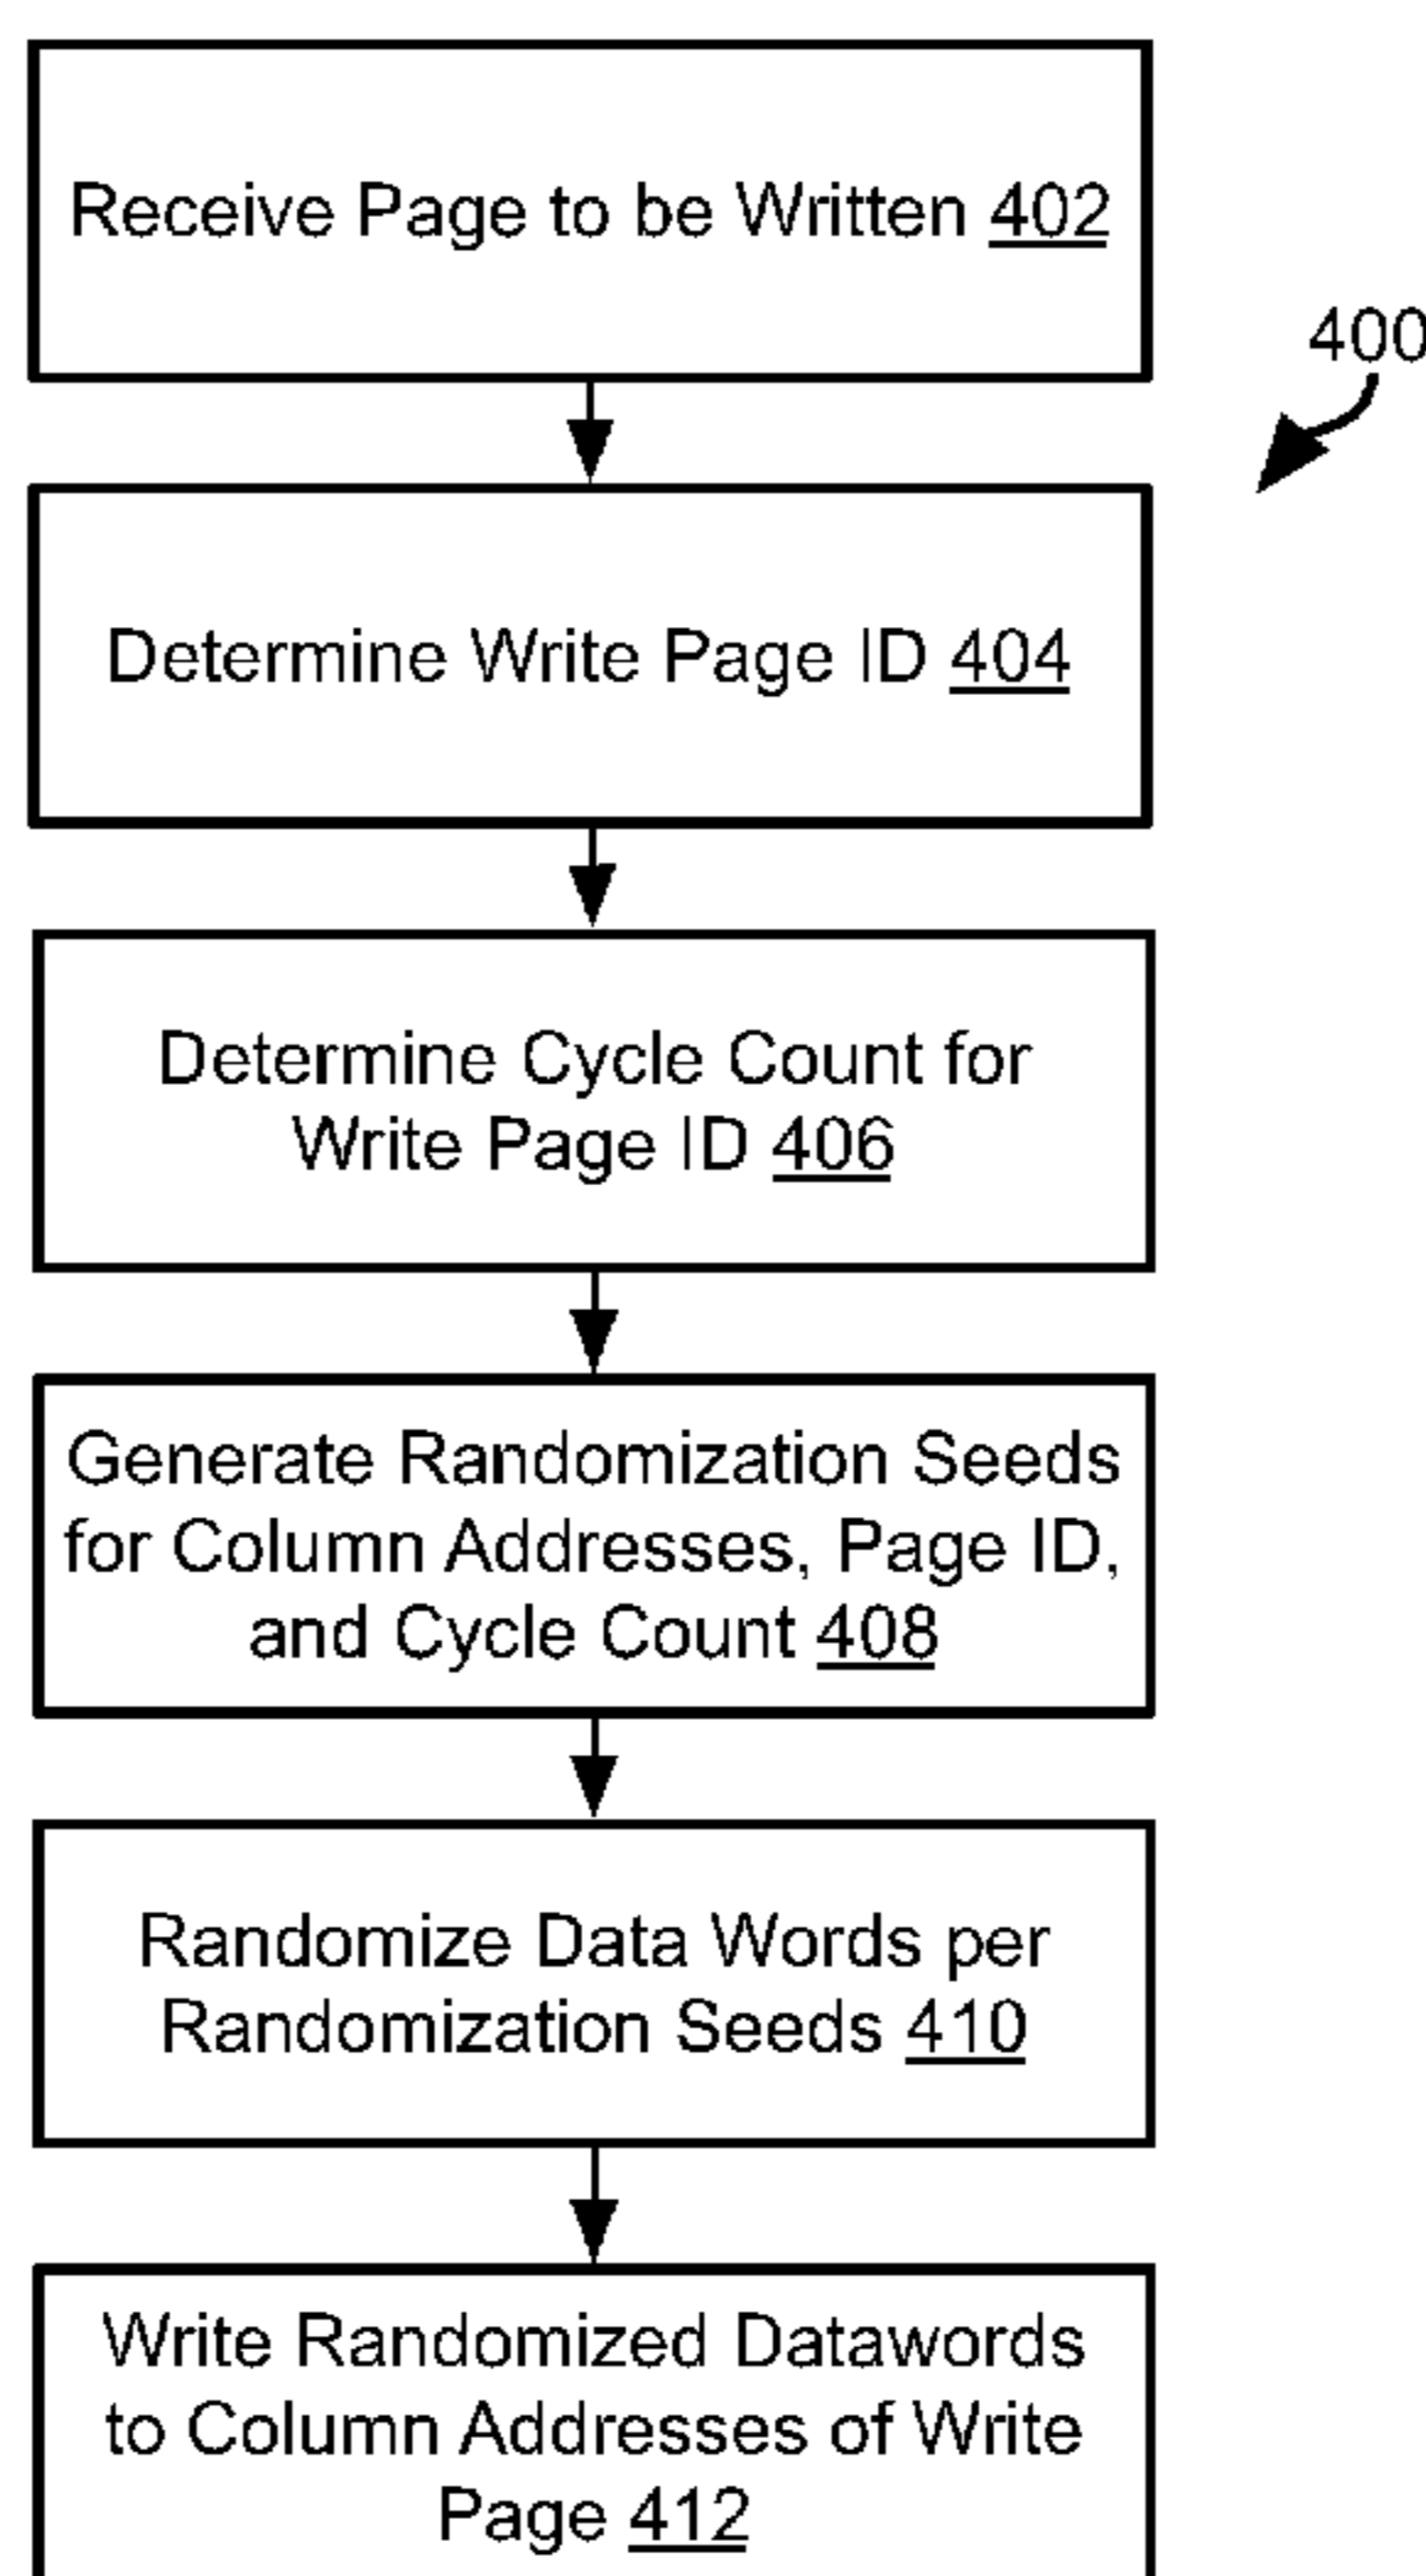 Receive Page to be Written 402
400
Determine Write Page ID 404
Determine Cycle Count for
Write Page ID 406
Generate Randomization Seeds
for Column Addresses, Page ID,
and Cycle Count 408
Randomize Data Words per
Randomization Seeds 410
Write Randomized Datawords
to Column Addresses of Write
Page 412